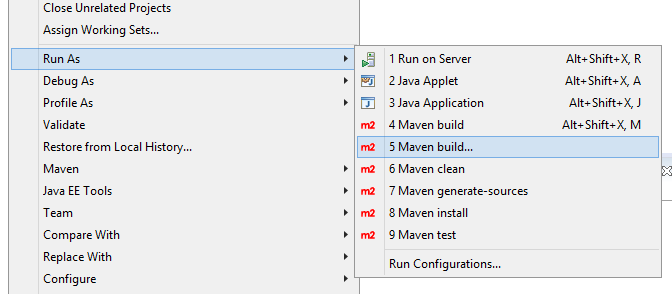 Close Unrelated Projects
Assign Working Sets...
Run As
Debug As
Profile As
Validate
Restore from Local History...
Maven
Java EE Tools
Team
Compare With
Replace With
Configure
1 Run on Server Alt+Shift+X, R
2 Java Applet Alt+Shift+X, A
3 Java Application Alt+Shift+X, J
m2 4 Maven build Alt+Shift+X, M
m2 5 Maven build...
m2 6 Maven clean
m2 7 Maven generate-sources
m2 8 Maven install
m2 9 Maven test
Run Configurations...